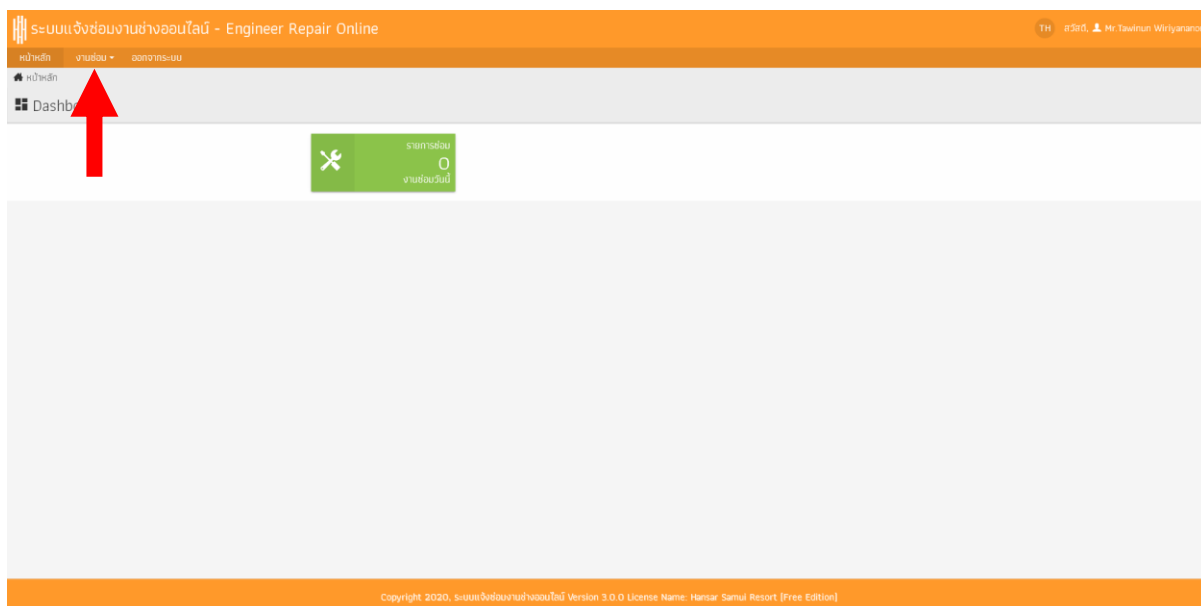 ระบบแจ้งซ่อมงานช่างออนไลน์ - Engineer Repair Online
TH สวัสดี, Mr.Tawinun
หน้าหลัก งานซ่อม ออกจากระบบ
หน้าหลัก
รายการซ่อม
0
งานซ่อมวันนี้
Copyright 2020, ระบบแจ้งซ่อมงานช่างออนไลน์ Version 3.0.0 License Name: Hansar Samui Resort [Free Edition]